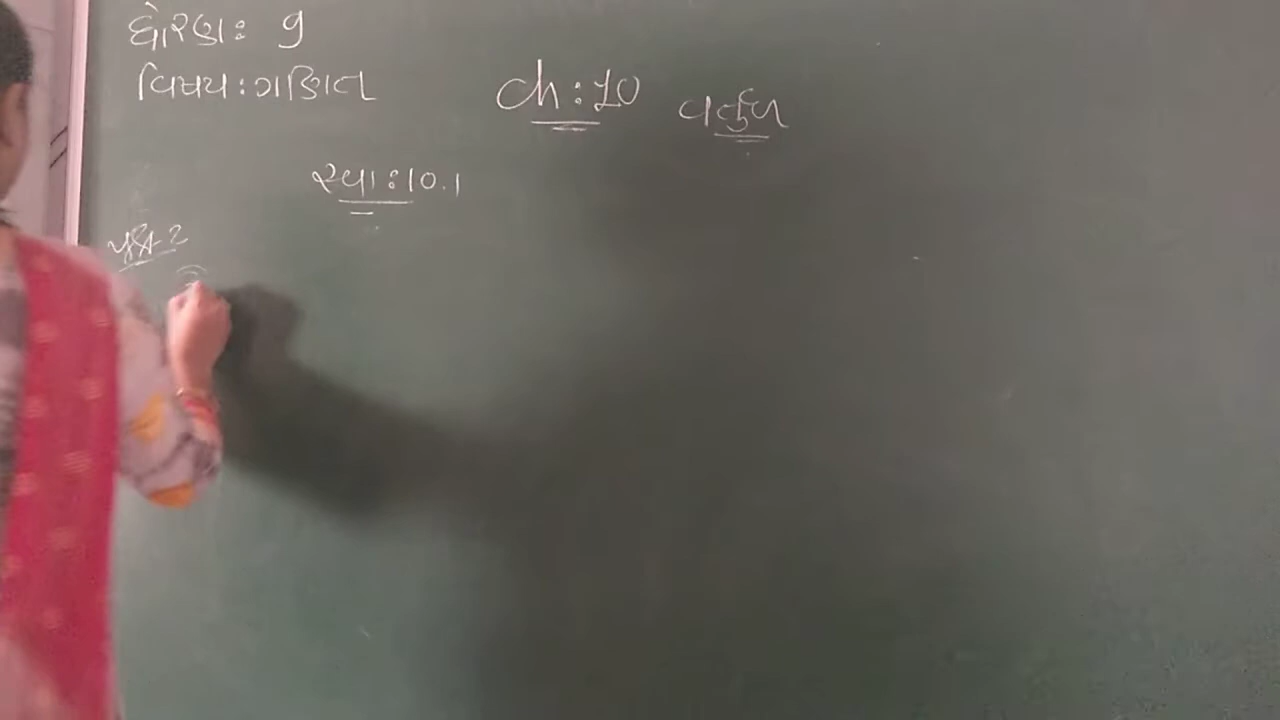 ધોરણ: 9
વિષય: ગણિત
ch: 10 વર્તુળ
સ્વા: 10.1
પ્રશ્ન-2